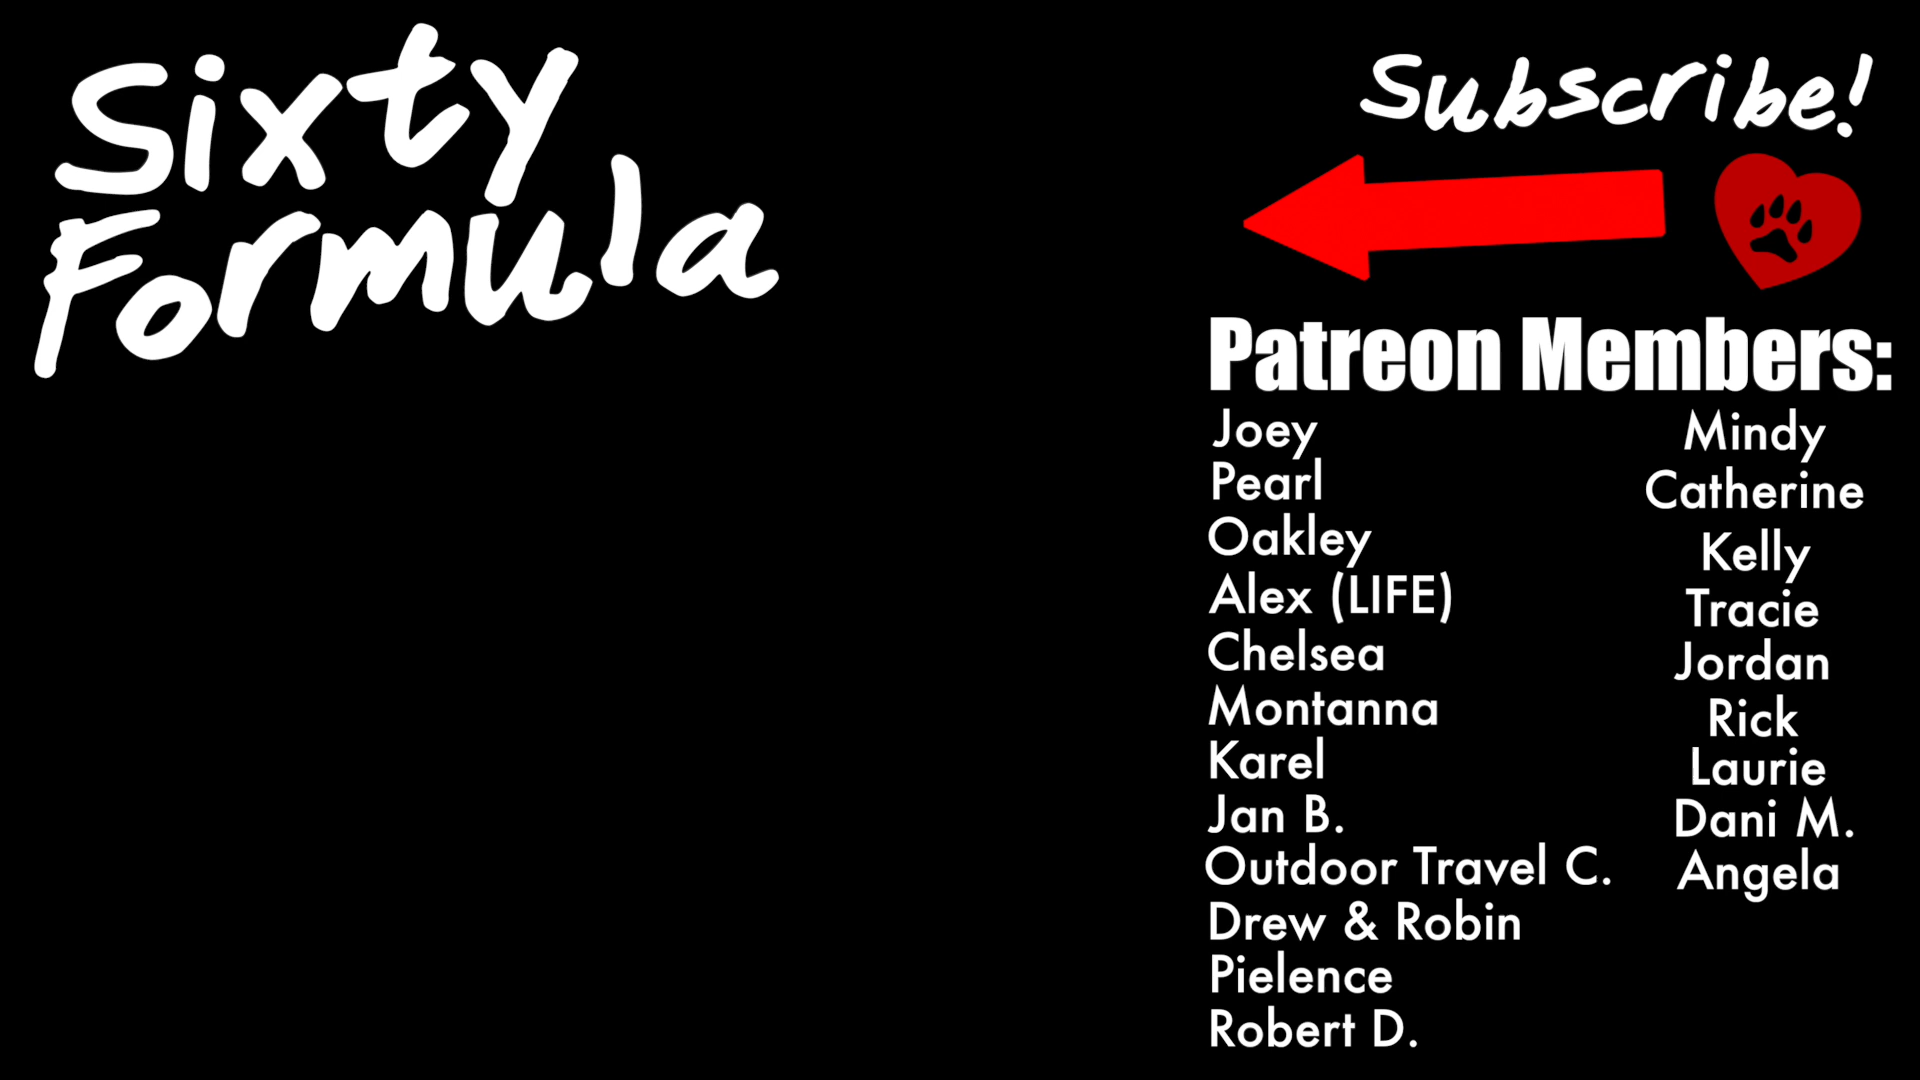 Sixty
Formula
Subscribe!
Patreon Members:
Joey
Pearl
Oakley
Alex (LIFE)
Chelsea
Montanna
Karel
Jan B.
Outdoor Travel C.
Drew & Robin
Pielence
Robert D.
Mindy
Catherine
Kelly
Tracie
Jordan
Rick
Laurie
Dani M.
Angela